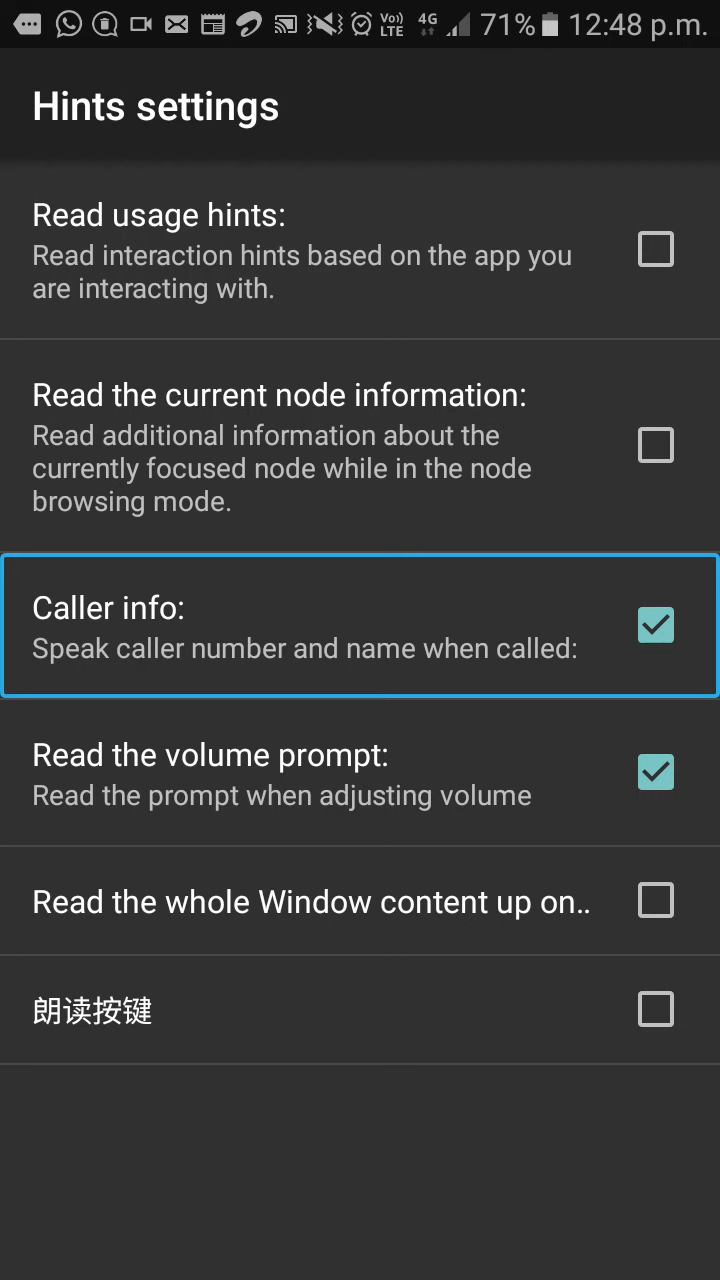 Vo)) LTE 4G 71% 12:48 p.m.
Hints settings
Read usage hints:
Read interaction hints based on the app you
are interacting with.
Read the current node information:
Read additional information about the
currently focused node while in the node
browsing mode.
Caller info:
Speak caller number and name when called:
Read the volume prompt:
Read the prompt when adjusting volume
Read the whole Window content up on..
朗读按键